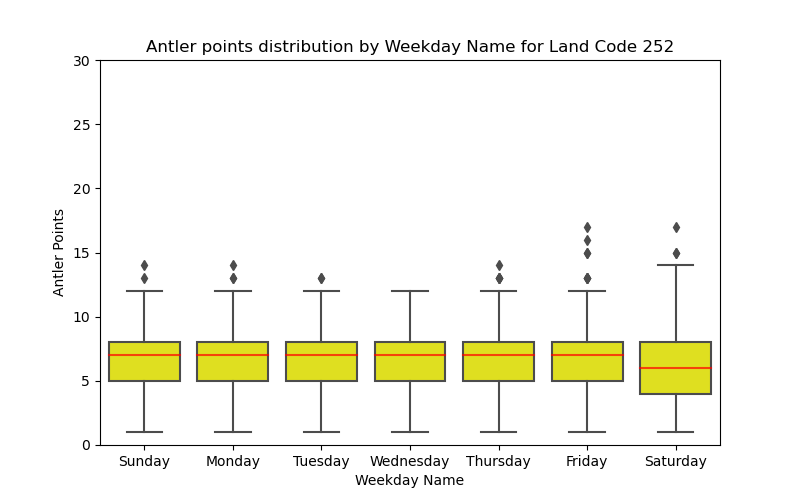 Antler points distribution by Weekday Name for Land Code 252
30
25
20
15
10
5
0
Antler Points
Sunday Monday Tuesday Wednesday Thursday Friday Saturday
Weekday Name